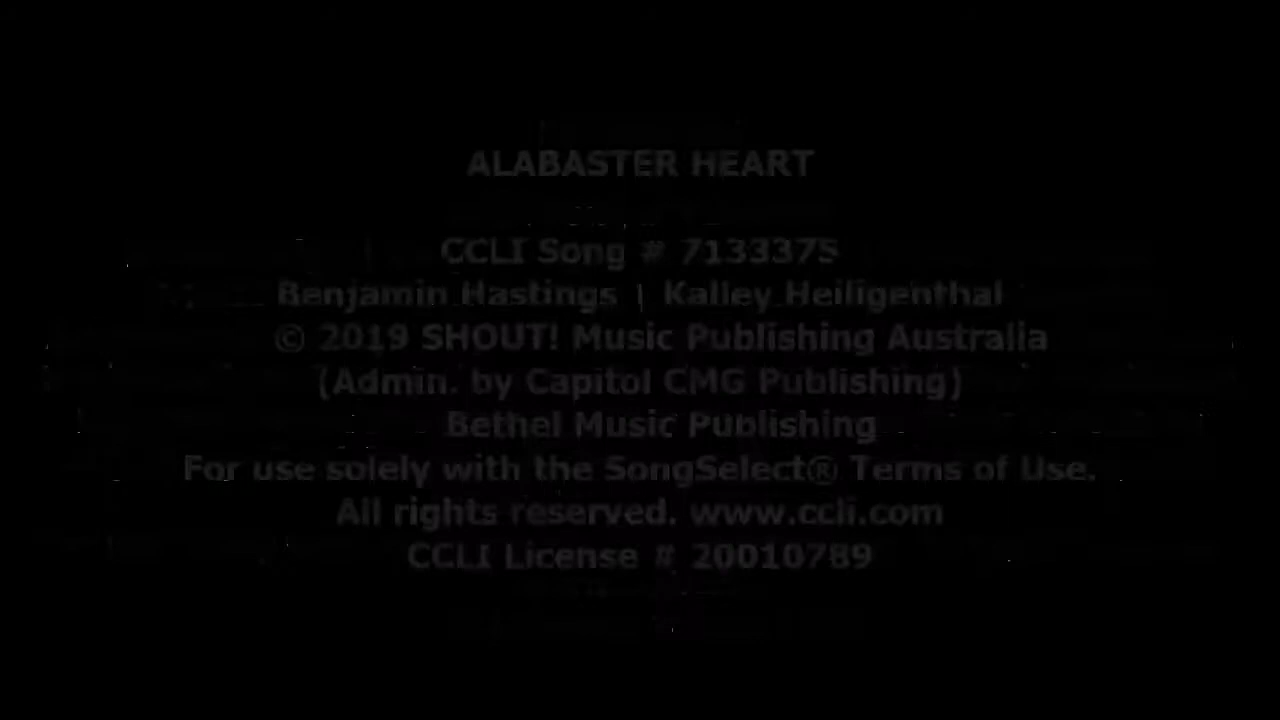 ALABASTER HEART
CCLI Song # 7133375
Benjamin Hastings | Kalley Heiligenthal
© 2019 SHOUT! Music Publishing Australia
(Admin. by Capitol CMG Publishing)
Bethel Music Publishing
For use solely with the SongSelect® Terms of Use.
All rights reserved. www.ccli.com
CCLI License # 20010789